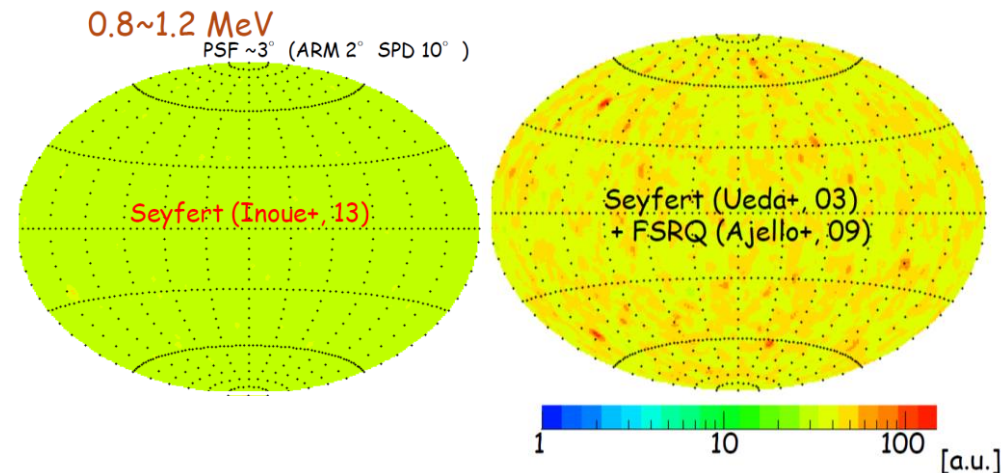 0.8~1.2 MeV
PSF ~3° (ARM 2° SPD 10° )
Seyfert (Inoue+, 13)
Seyfert (Ueda+, 03)
+ FSRQ (Ajello+, 09)
1 10 100
[a.u.]